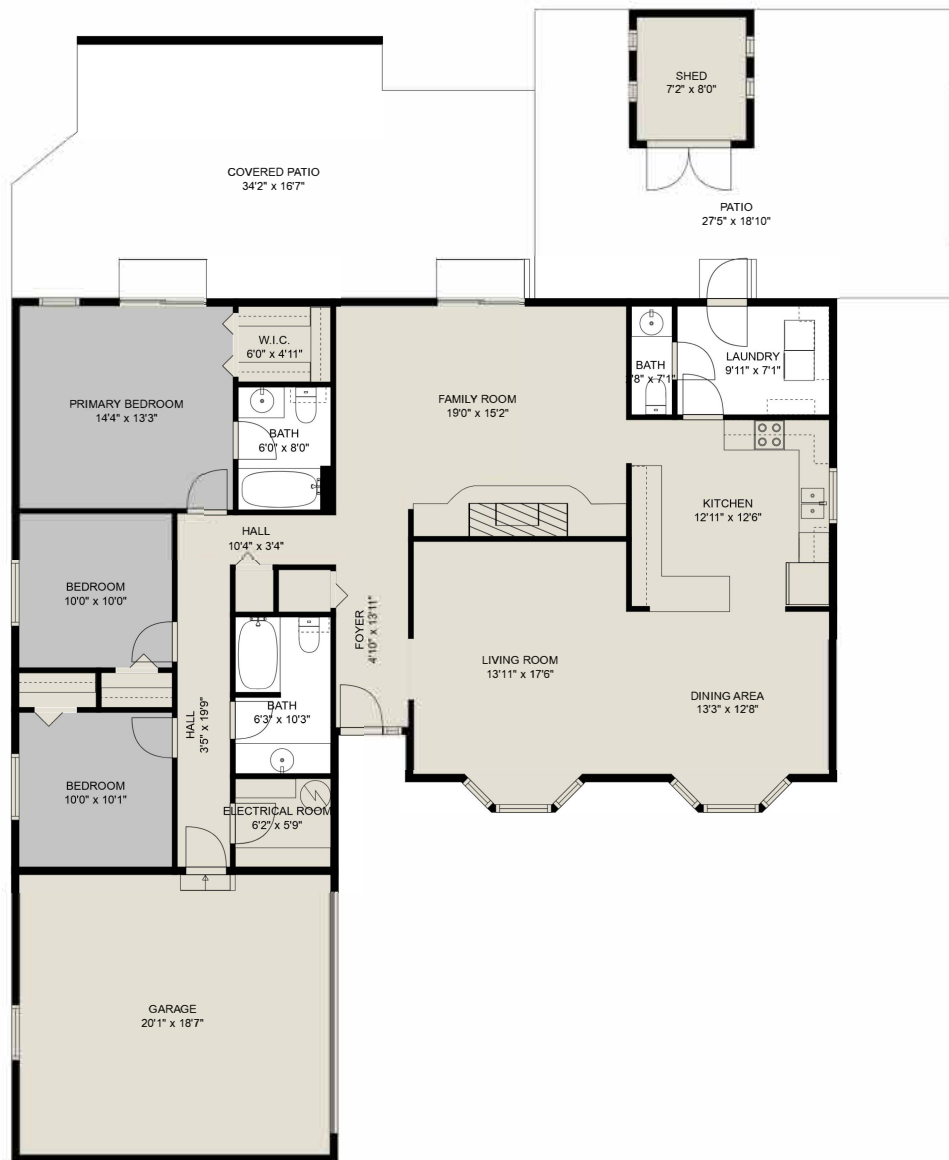 SHED
7'2" x 8'0"
COVERED PATIO
34'2" x 16'7"
PATIO
27'5" x 18'10"
W.I.C.
6'0" x 4'11"
PRIMARY BEDROOM
14'4" x 13'3"
BATH
6'0" x 8'0"
FAMILY ROOM
19'0" x 15'2"
BATH
x 7'1"
LAUNDRY
9'11" x 7'1"
KITCHEN
12'11" x 12'6"
HALL
10'4" x 3'4"
BEDROOM
10'0" x 10'0"
FOYER
4'10" x 13'11"
LIVING ROOM
13'11" x 17'6"
DINING AREA
13'3" x 12'8"
HALL
3'5" x 19'9"
BATH
6'3" x 10'3"
BEDROOM
10'0" x 10'1"
ELECTRICAL ROOM
6'2" x 5'9"
GARAGE
20'1" x 18'7"